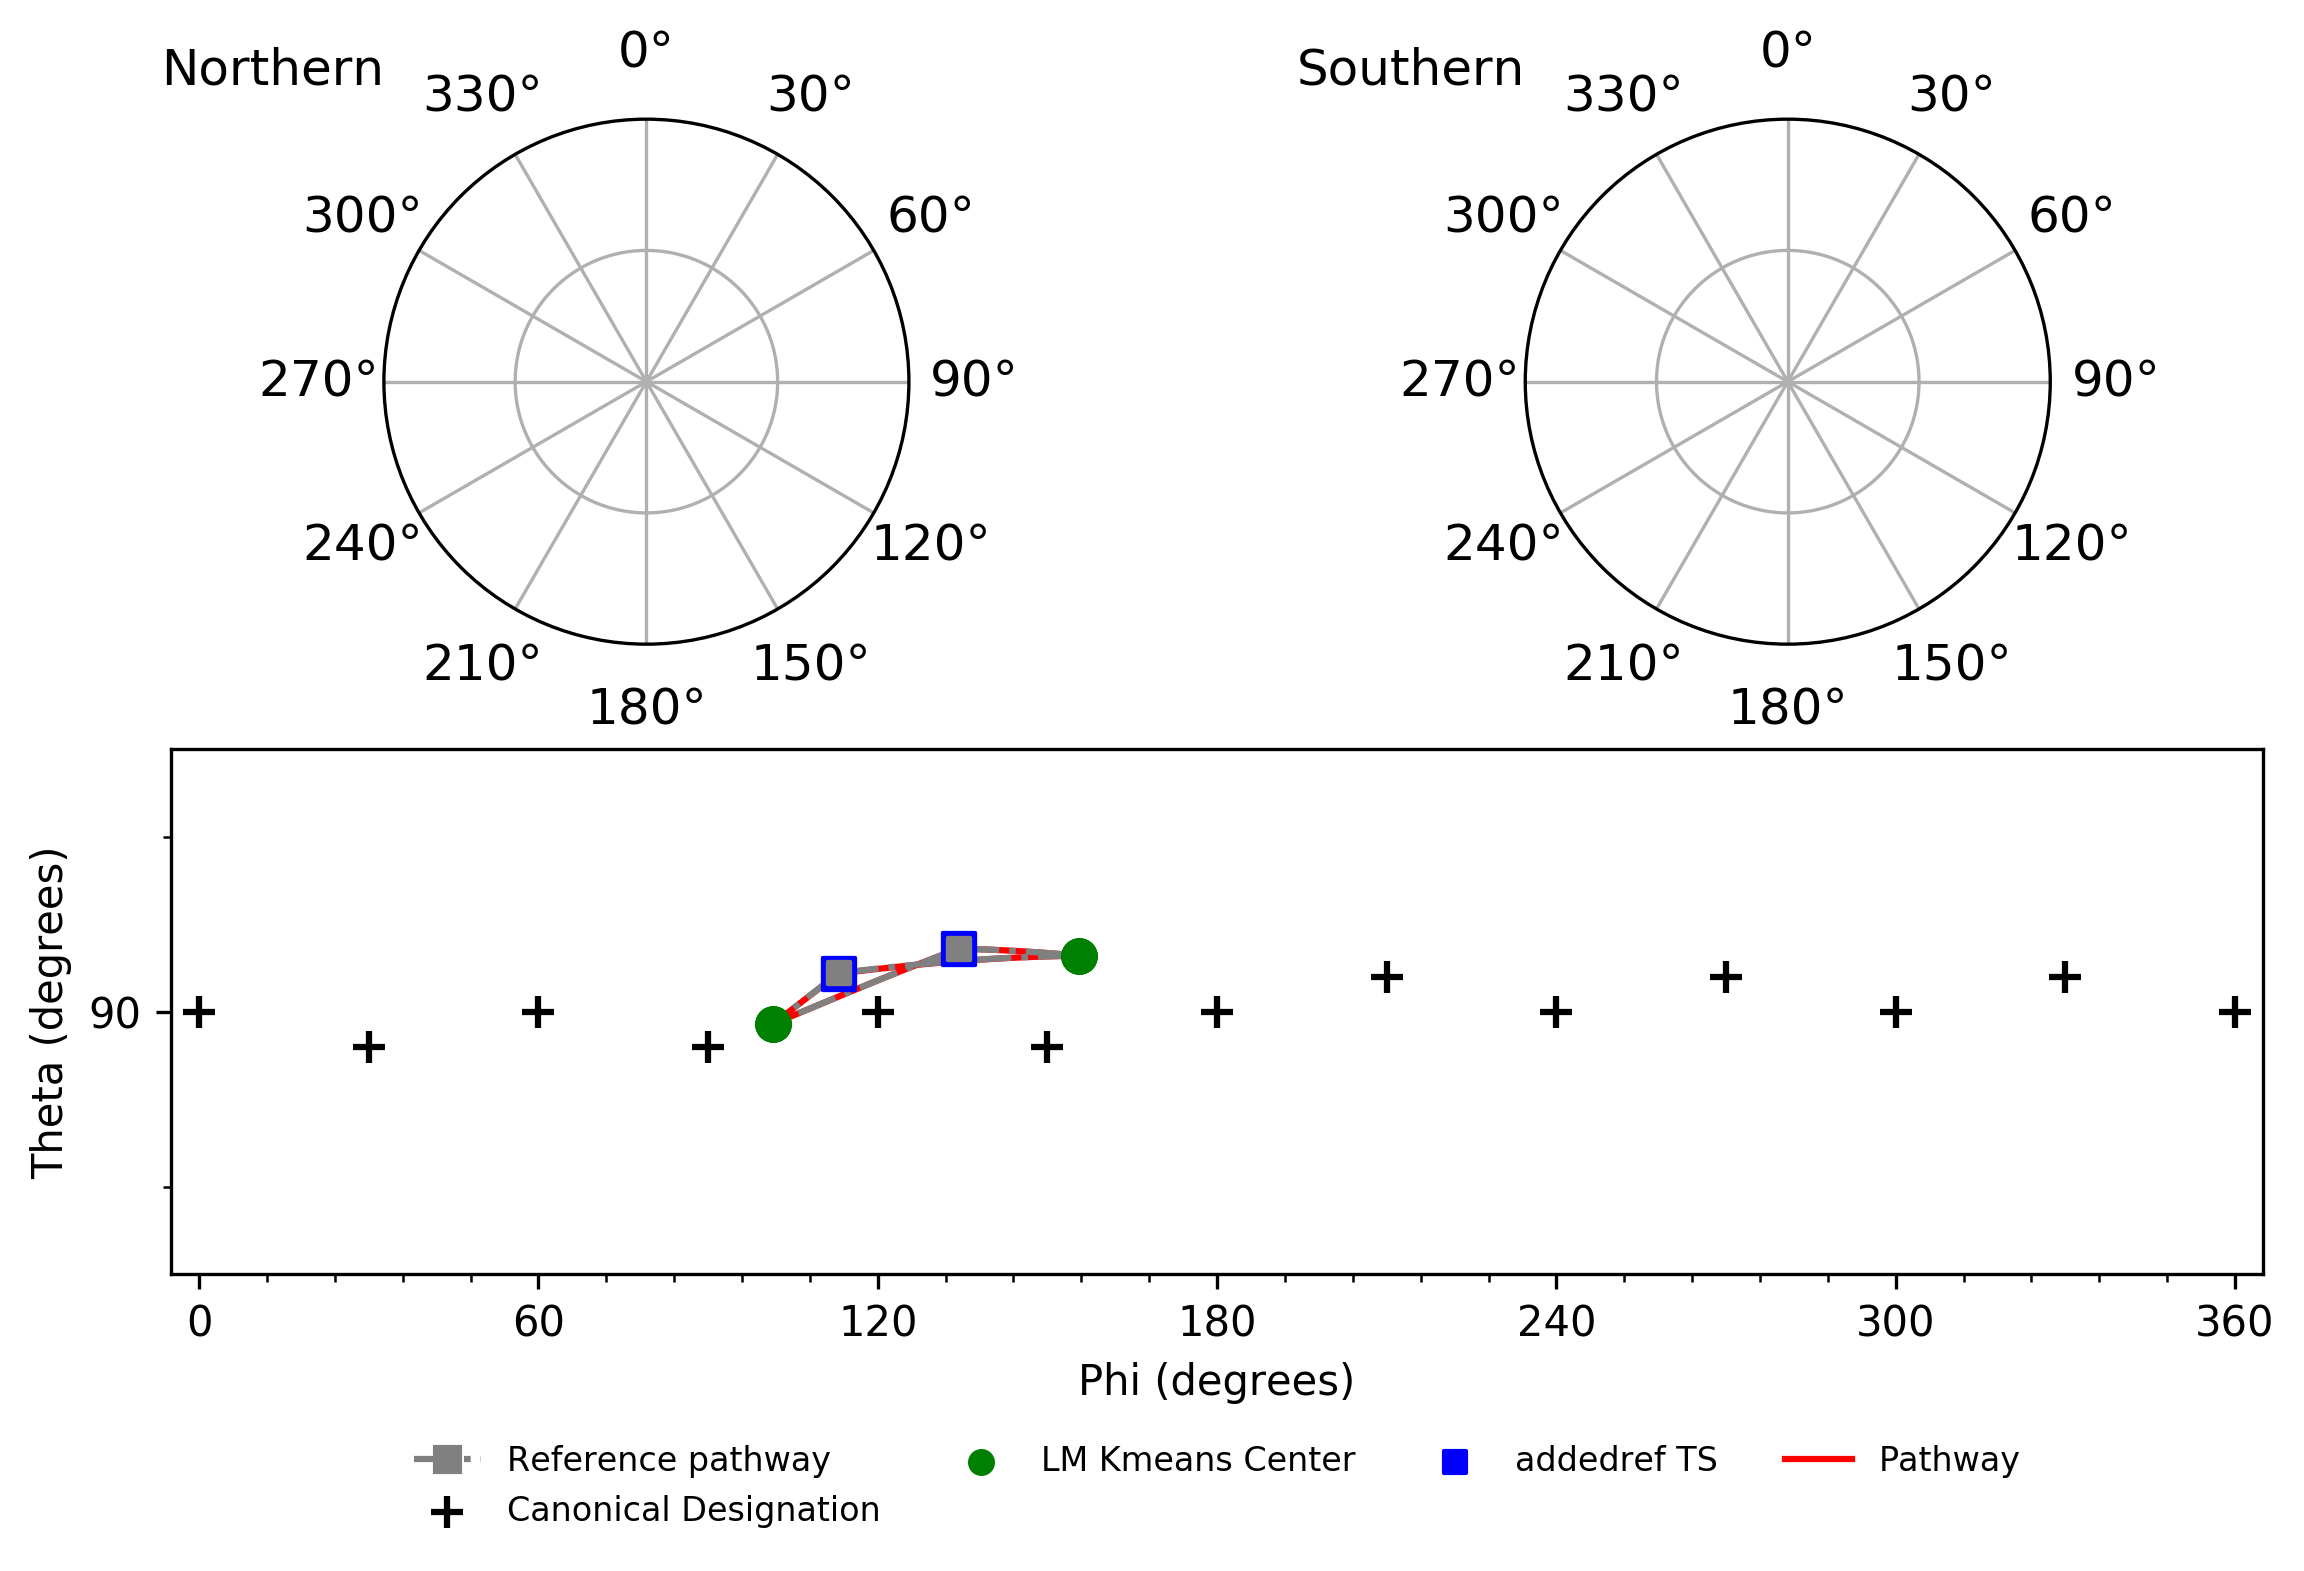 Northern
0°
30°
60°
90°
120°
150°
180°
210°
240°
270°
300°
330°
Southern
0°
30°
60°
90°
120°
150°
180°
210°
240°
270°
300°
330°
Theta (degrees)
90
0 60 120 180 240 300 360
Phi (degrees)
Reference pathway
Canonical Designation
LM Kmeans Center
addedref TS
Pathway